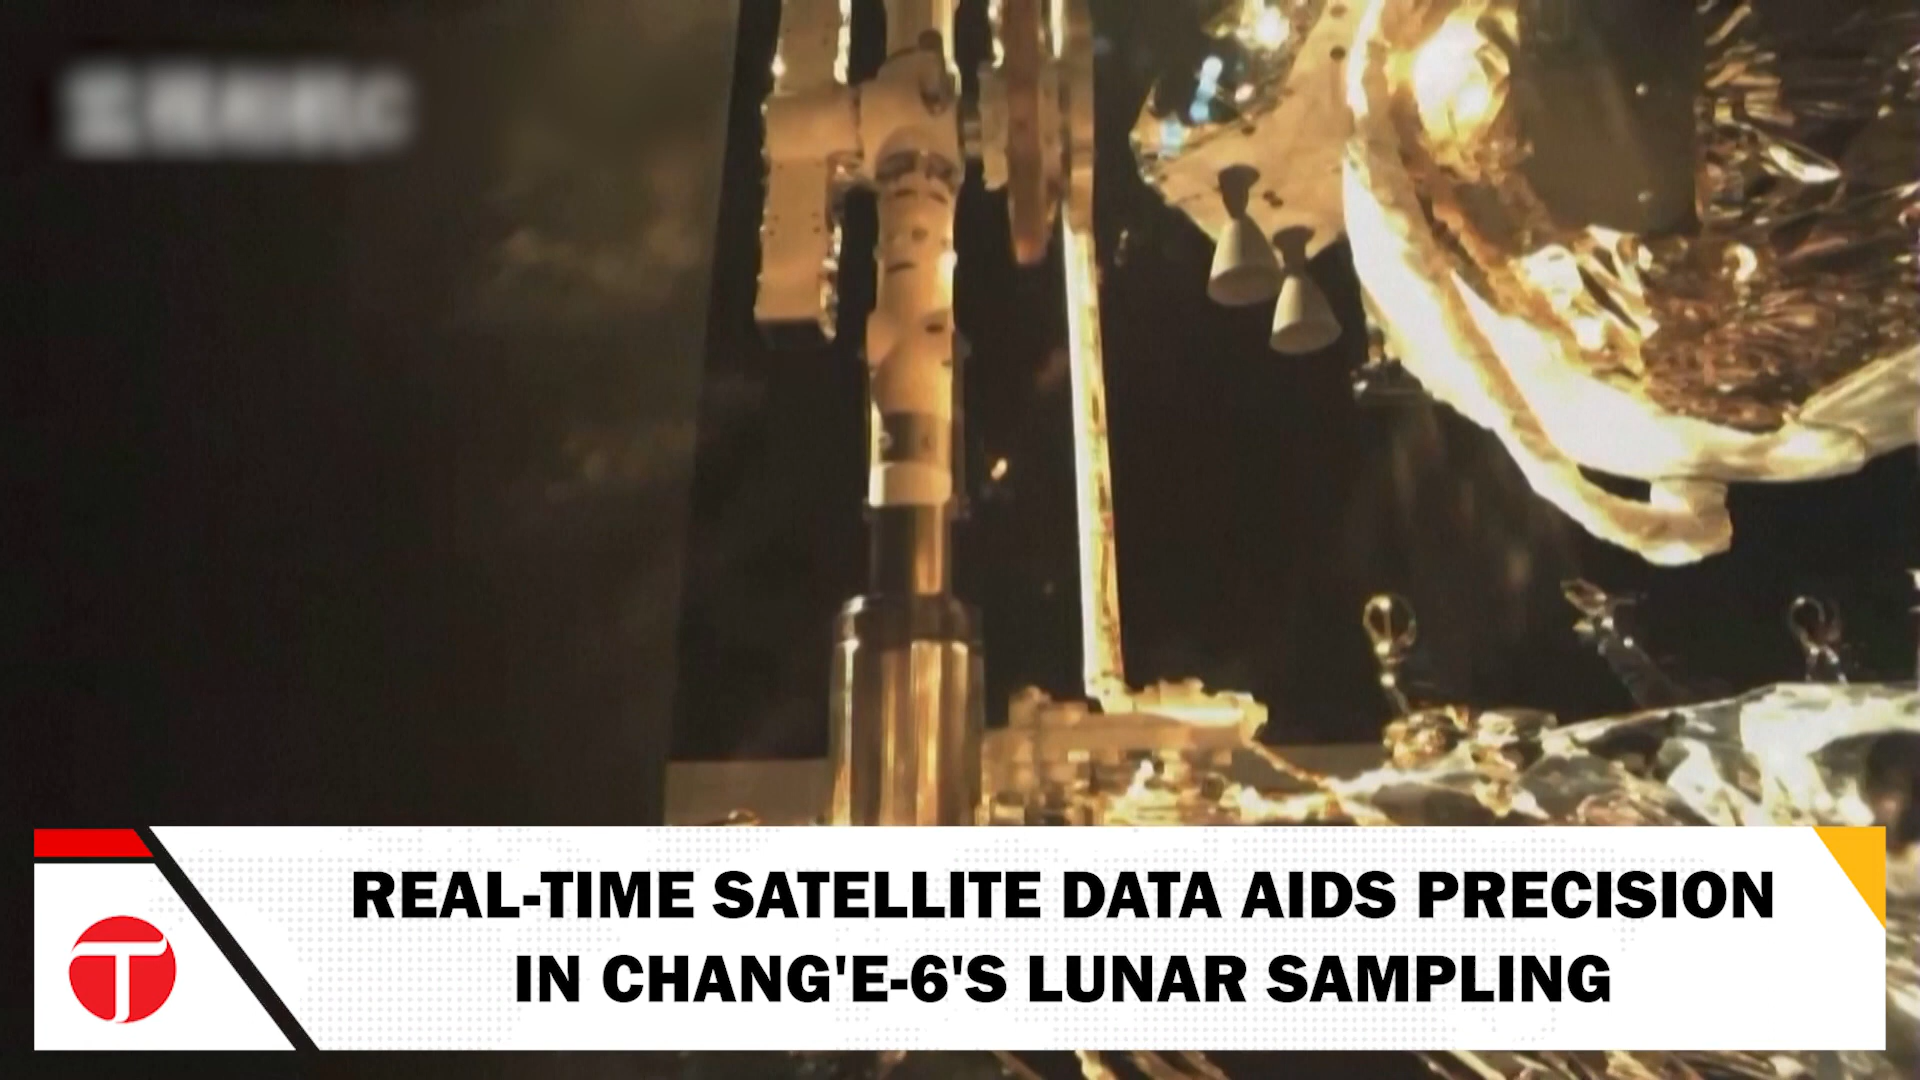 REAL-TIME SATELLITE DATA AIDS PRECISION
IN CHANG'E-6'S LUNAR SAMPLING